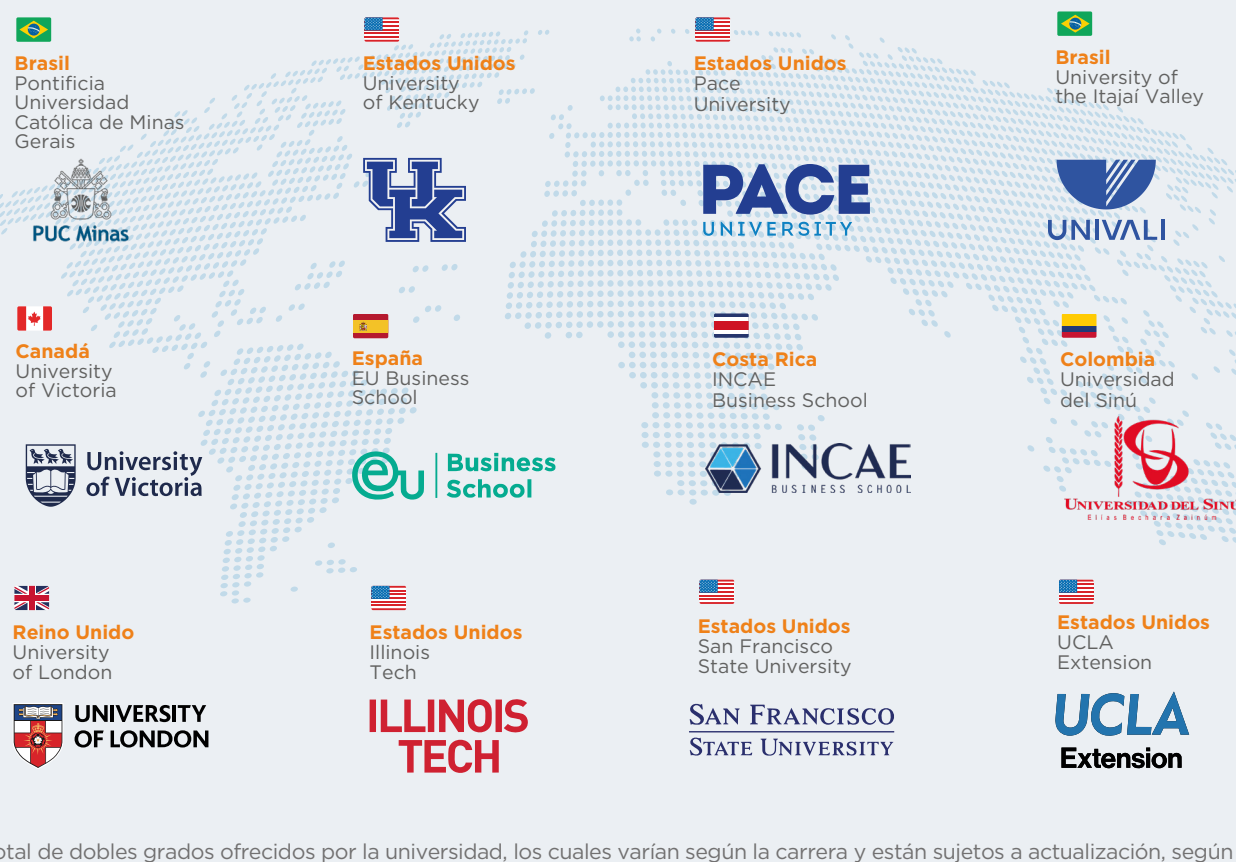 Brasil
Pontificia
Universidad
Católica de Minas
Gerais
PUC Minas
Estados Unidos
University
of Kentucky
UK
Estados Unidos
Pace
University
PACE
UNIVERSITY
Brasil
University of
the Itajaí Valley
UNIVALI
Canadá
University
of Victoria
University
of Victoria
España
EU Business
School
eu Business
School
Costa Rica
INCAE
Business School
INCAE
BUSINESS SCHOOL
Colombia
Universidad
del Sinú
UNIVERSIDAD DEL SINÚ
Elías Bechara Zainúm
Reino Unido
University
of London
UNIVERSITY
OF LONDON
Estados Unidos
Illinois
Tech
ILLINOIS
TECH
Estados Unidos
San Francisco
State University
SAN FRANCISCO
STATE UNIVERSITY
Estados Unidos
UCLA
Extension
UCLA
Extension
otal de dobles grados ofrecidos por la universidad, los cuales varían según la carrera y están sujetos a actualización, según